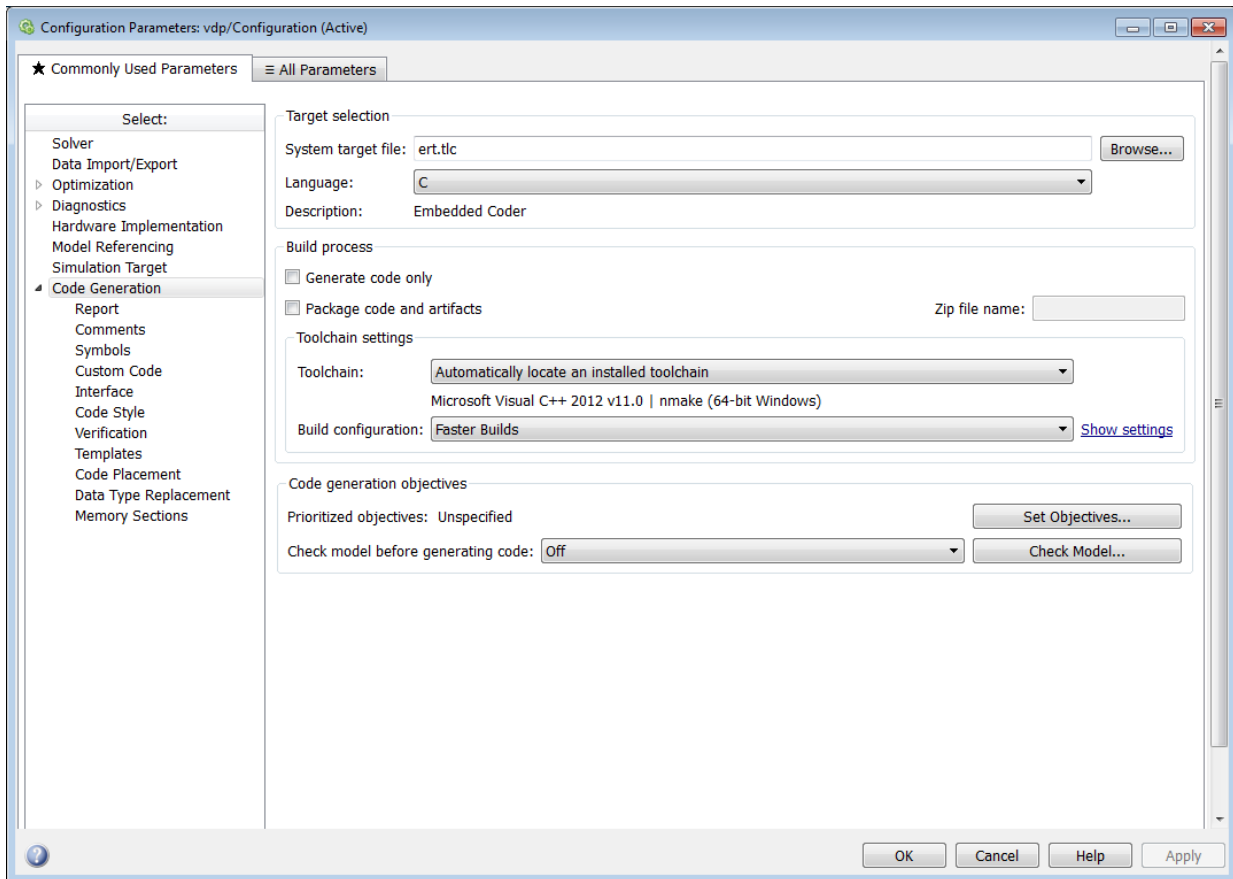 Configuration Parameters: vdp/Configuration (Active)
★ Commonly Used Parameters
≡ All Parameters
Select:
Solver
Data Import/Export
Optimization
Diagnostics
Hardware Implementation
Model Referencing
Simulation Target
Code Generation
Report
Comments
Symbols
Custom Code
Interface
Code Style
Verification
Templates
Code Placement
Data Type Replacement
Memory Sections
Target selection
System target file: ert.tlc Browse...
Language: C
Description: Embedded Coder
Build process
Generate code only
Package code and artifacts Zip file name:
Toolchain settings
Toolchain: Automatically locate an installed toolchain
Microsoft Visual C++ 2012 v11.0 | nmake (64-bit Windows)
Build configuration: Faster Builds Show settings
Code generation objectives
Prioritized objectives: Unspecified Set Objectives...
Check model before generating code: Off Check Model...
OK Cancel Help Apply